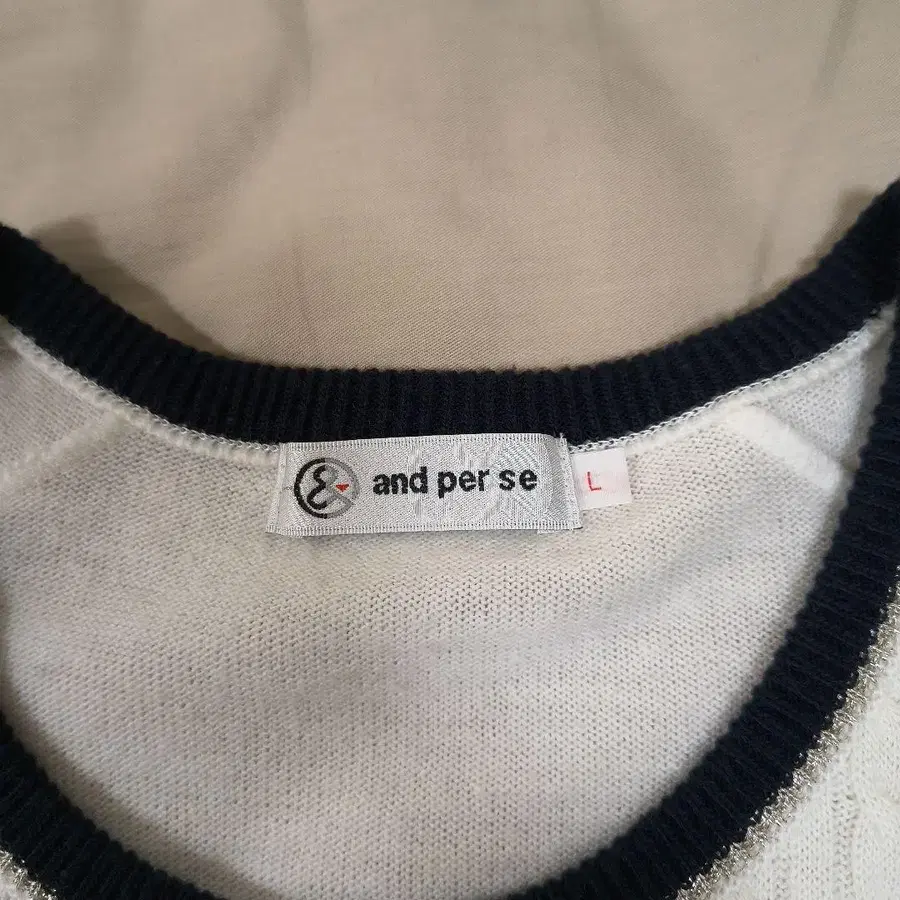 and per se
L